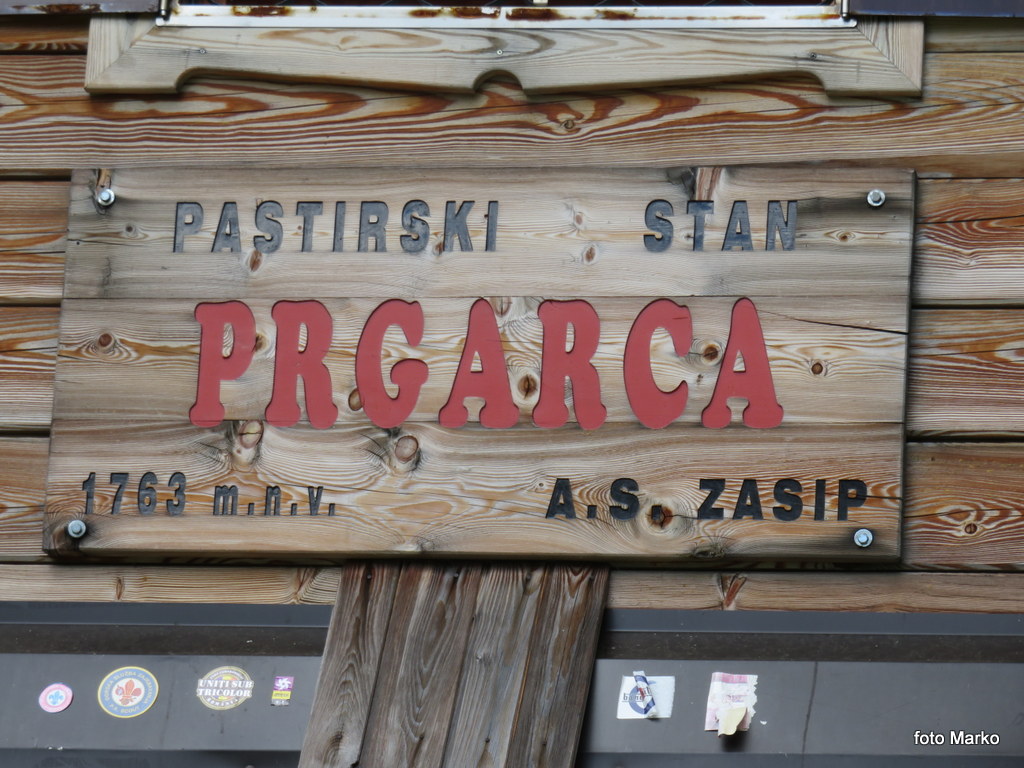 PASTIRSKI STAN
PRGARCA
1763 m.n.v.
A.S. ZASIP
UNITI SUB
TRICOLOR
foto Marko